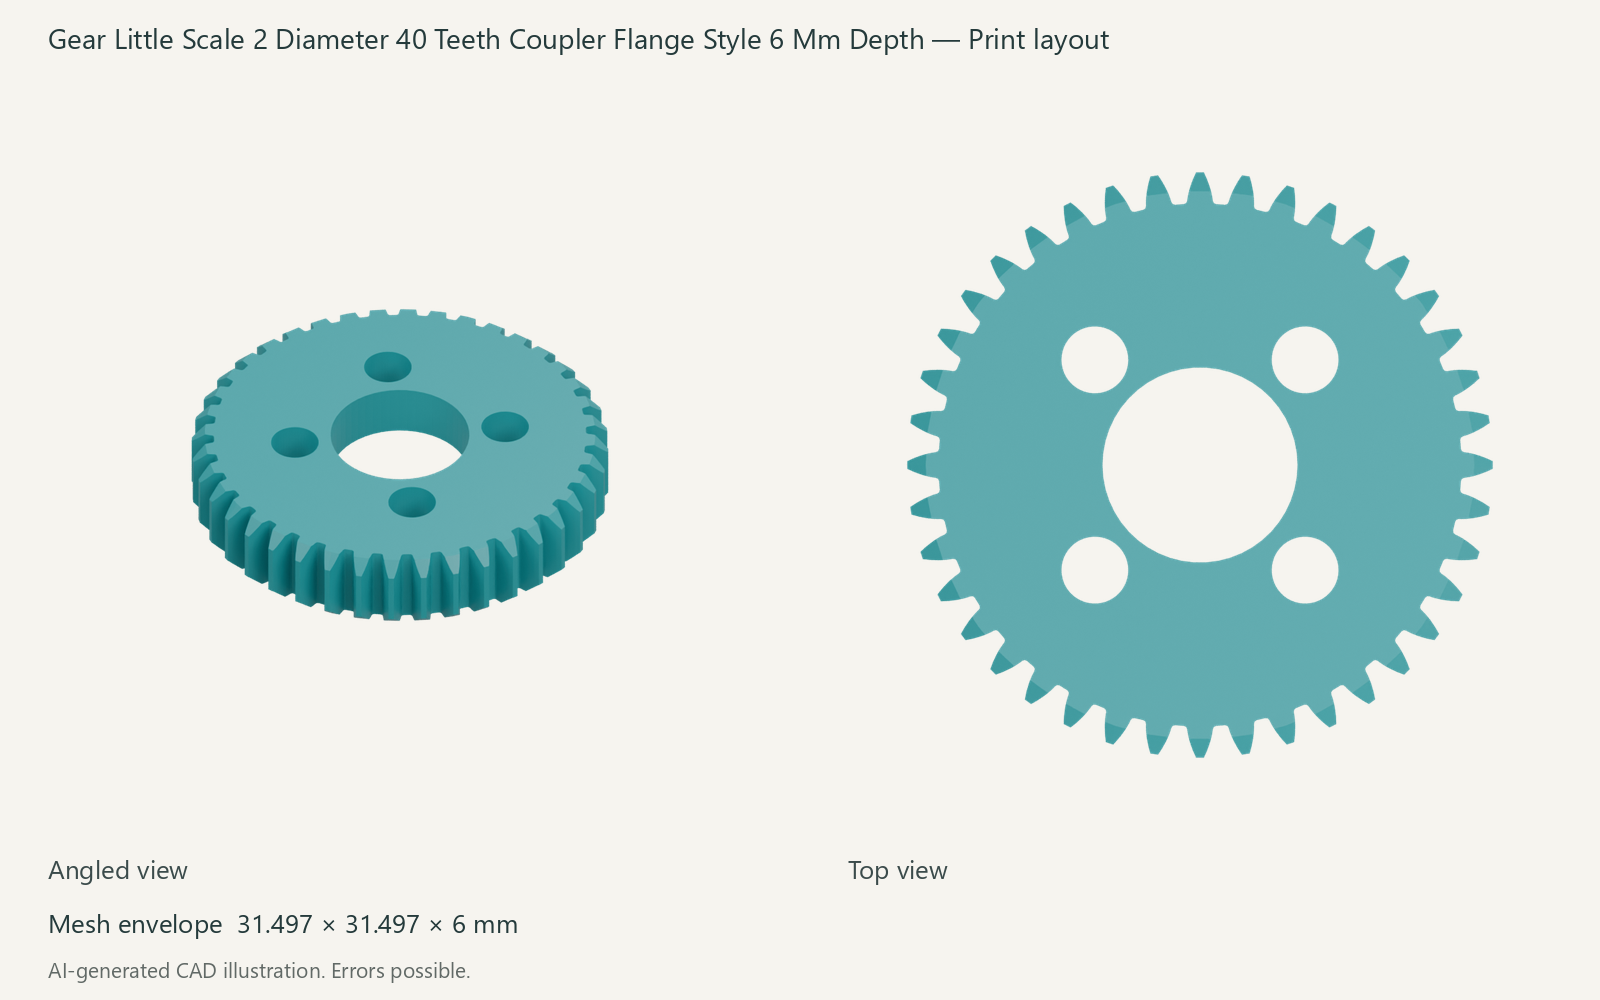 Gear Little Scale 2 Diameter 40 Teeth Coupler Flange Style 6 Mm Depth — Print layout
Angled view
Top view
Mesh envelope 31.497 × 31.497 × 6 mm
AI-generated CAD illustration. Errors possible.